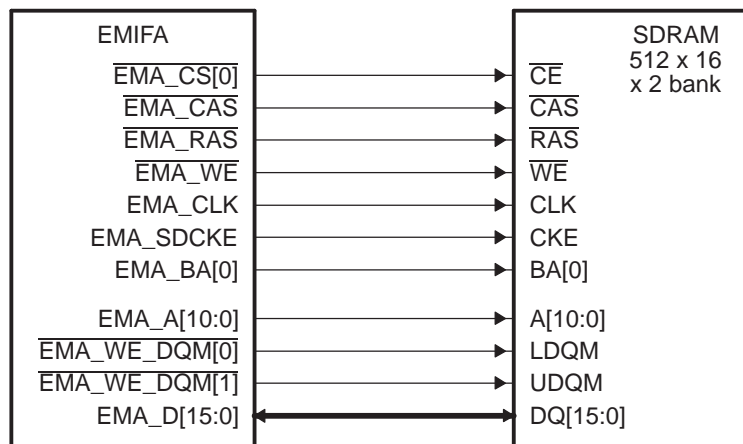 EMIFA SDRAM
512 x 16
x 2 bank
EMA_CS[0] CE
EMA_CAS CAS
EMA_RAS RAS
EMA_WE WE
EMA_CLK CLK
EMA_SDCKE CKE
EMA_BA[0] BA[0]
EMA_A[10:0] A[10:0]
EMA_WE_DQM[0] LDQM
EMA_WE_DQM[1] UDQM
EMA_D[15:0] DQ[15:0]